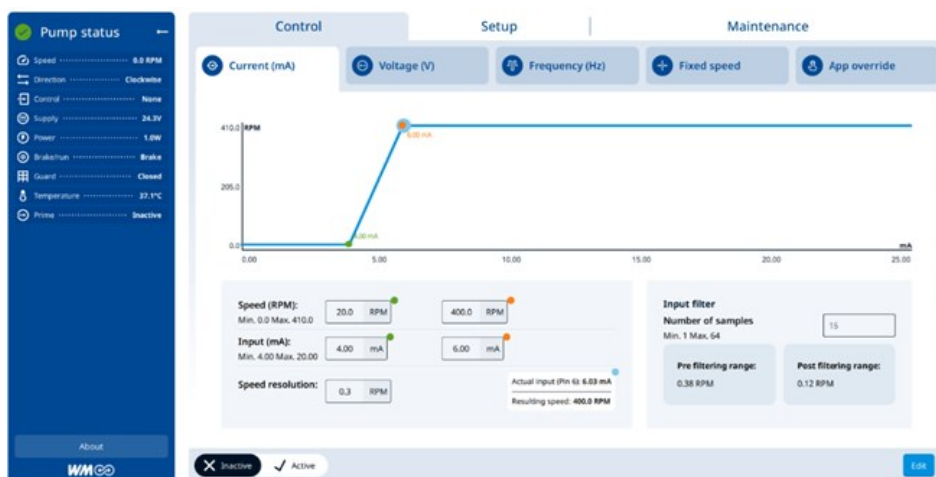 Pump status
Speed 0.0 RPM
Direction Clockwise
Control None
Supply 24.3V
Power 1.0W
Brake/run Brake
Guard Closed
Temperature 37.1°C
Prime Inactive
About
WM
Control Setup Maintenance
Current (mA) Voltage (V) Frequency (Hz) Fixed speed App override
410.0 RPM
6.00 mA
205.0
4.00 mA
0.0 mA
0.00 5.00 10.00 15.00 20.00 25.00
Speed (RPM):
Min. 0.0 Max. 410.0
20.0 RPM 400.0 RPM
Input (mA):
Min. 4.00 Max. 20.00
4.00 mA 6.00 mA
Speed resolution:
0.3 RPM
Actual input (Pin 6): 6.03 mA
Resulting speed: 400.0 RPM
Input filter
Number of samples
Min. 1 Max. 64
15
Pre filtering range:
0.38 RPM
Post filtering range:
0.12 RPM
Inactive Active
Edit